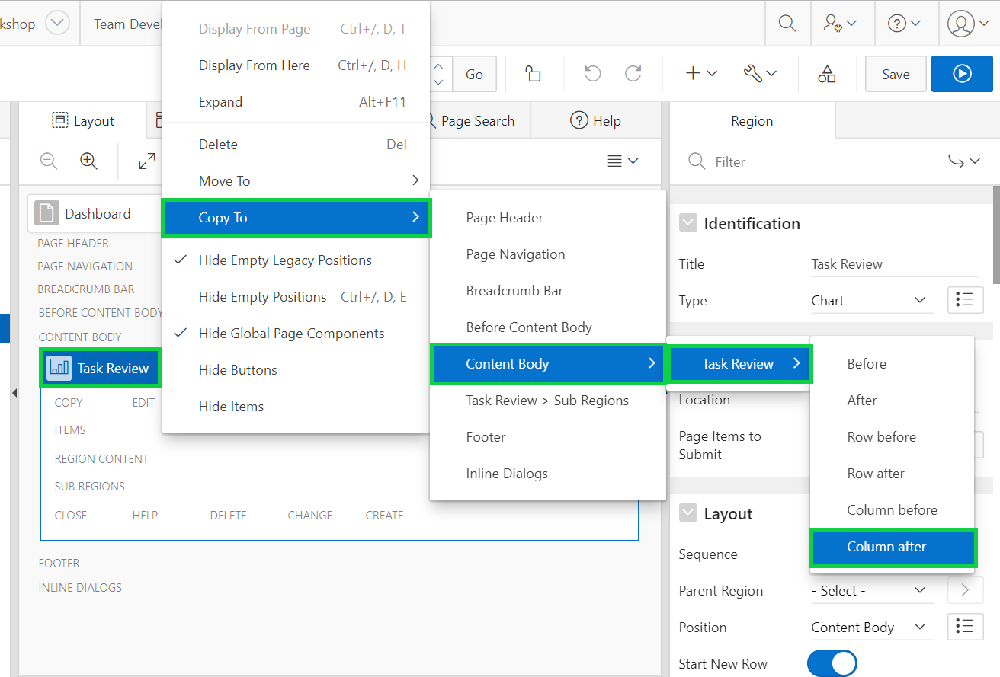 kshop
Team Devel
Go
Save
Layout
Page Search
Help
Region
Filter
Display From Page Ctrl+/, D, T
Display From Here Ctrl+/, D, H
Expand Alt+F11
Delete Del
Move To
Copy To
Hide Empty Legacy Positions
Hide Empty Positions Ctrl+/, D, E
Hide Global Page Components
Hide Buttons
Hide Items
Page Header
Page Navigation
Breadcrumb Bar
Before Content Body
Content Body
Task Review > Sub Regions
Footer
Inline Dialogs
Task Review
Before
After
Row before
Row after
Column before
Column after
Dashboard
PAGE HEADER
PAGE NAVIGATION
BREADCRUMB BAR
BEFORE CONTENT BODY
CONTENT BODY
Task Review
COPY EDIT
ITEMS
REGION CONTENT
SUB REGIONS
CLOSE HELP DELETE CHANGE CREATE
FOOTER
INLINE DIALOGS
Identification
Title Task Review
Type Chart
Location
Page Items to
Submit
Layout
Sequence
Parent Region - Select -
Position Content Body
Start New Row